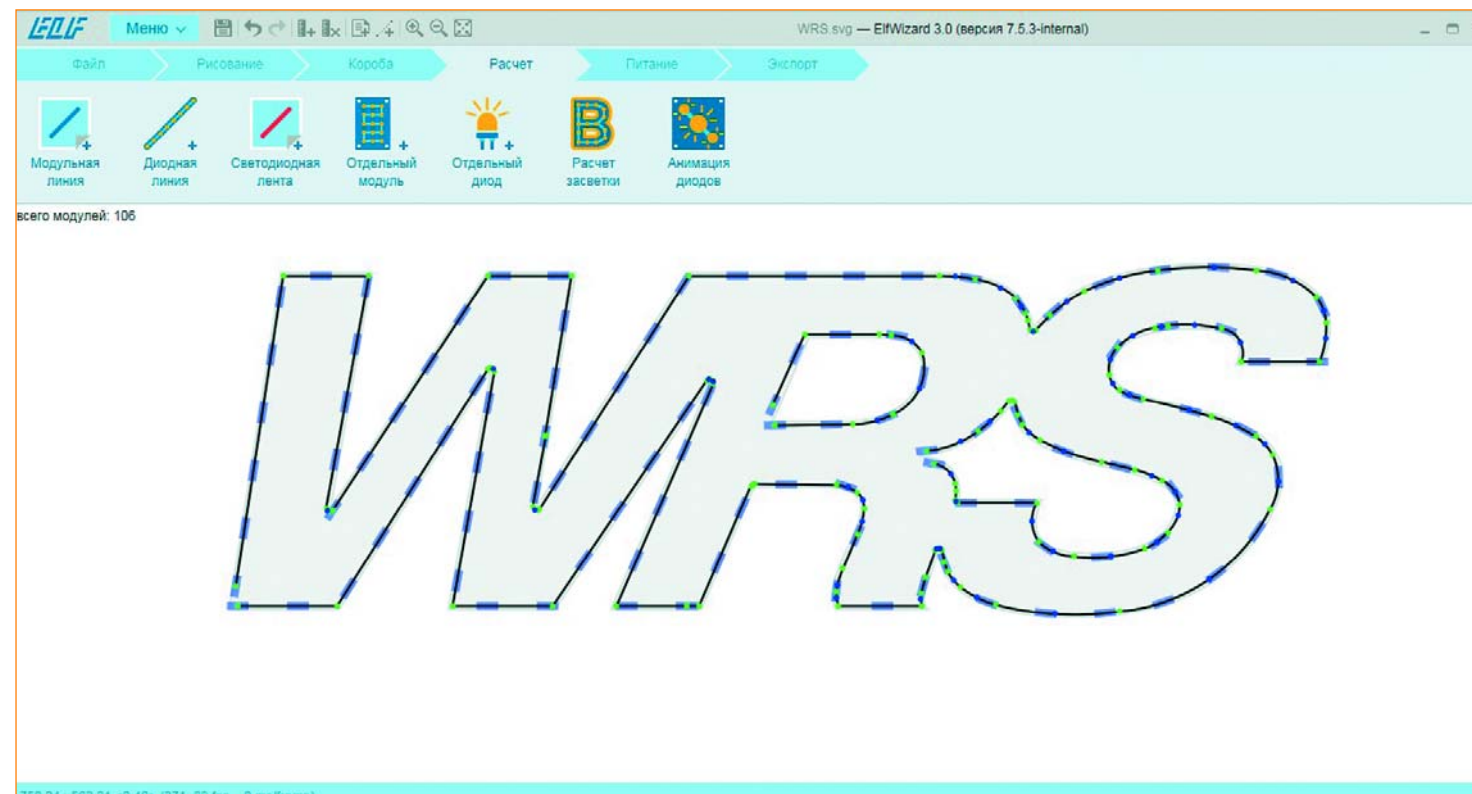 ELF Меню WRS.svg — ElfWizard 3.0 (версия 7.5.3-internal)
Файл Рисование Короба Расчет Питание Экспорт
Модульная линия
Диодная линия
Светодиодная лента
Отдельный модуль
Отдельный диод
B
Расчет засветки
Анимация диодов
всего модулей: 106
WRS